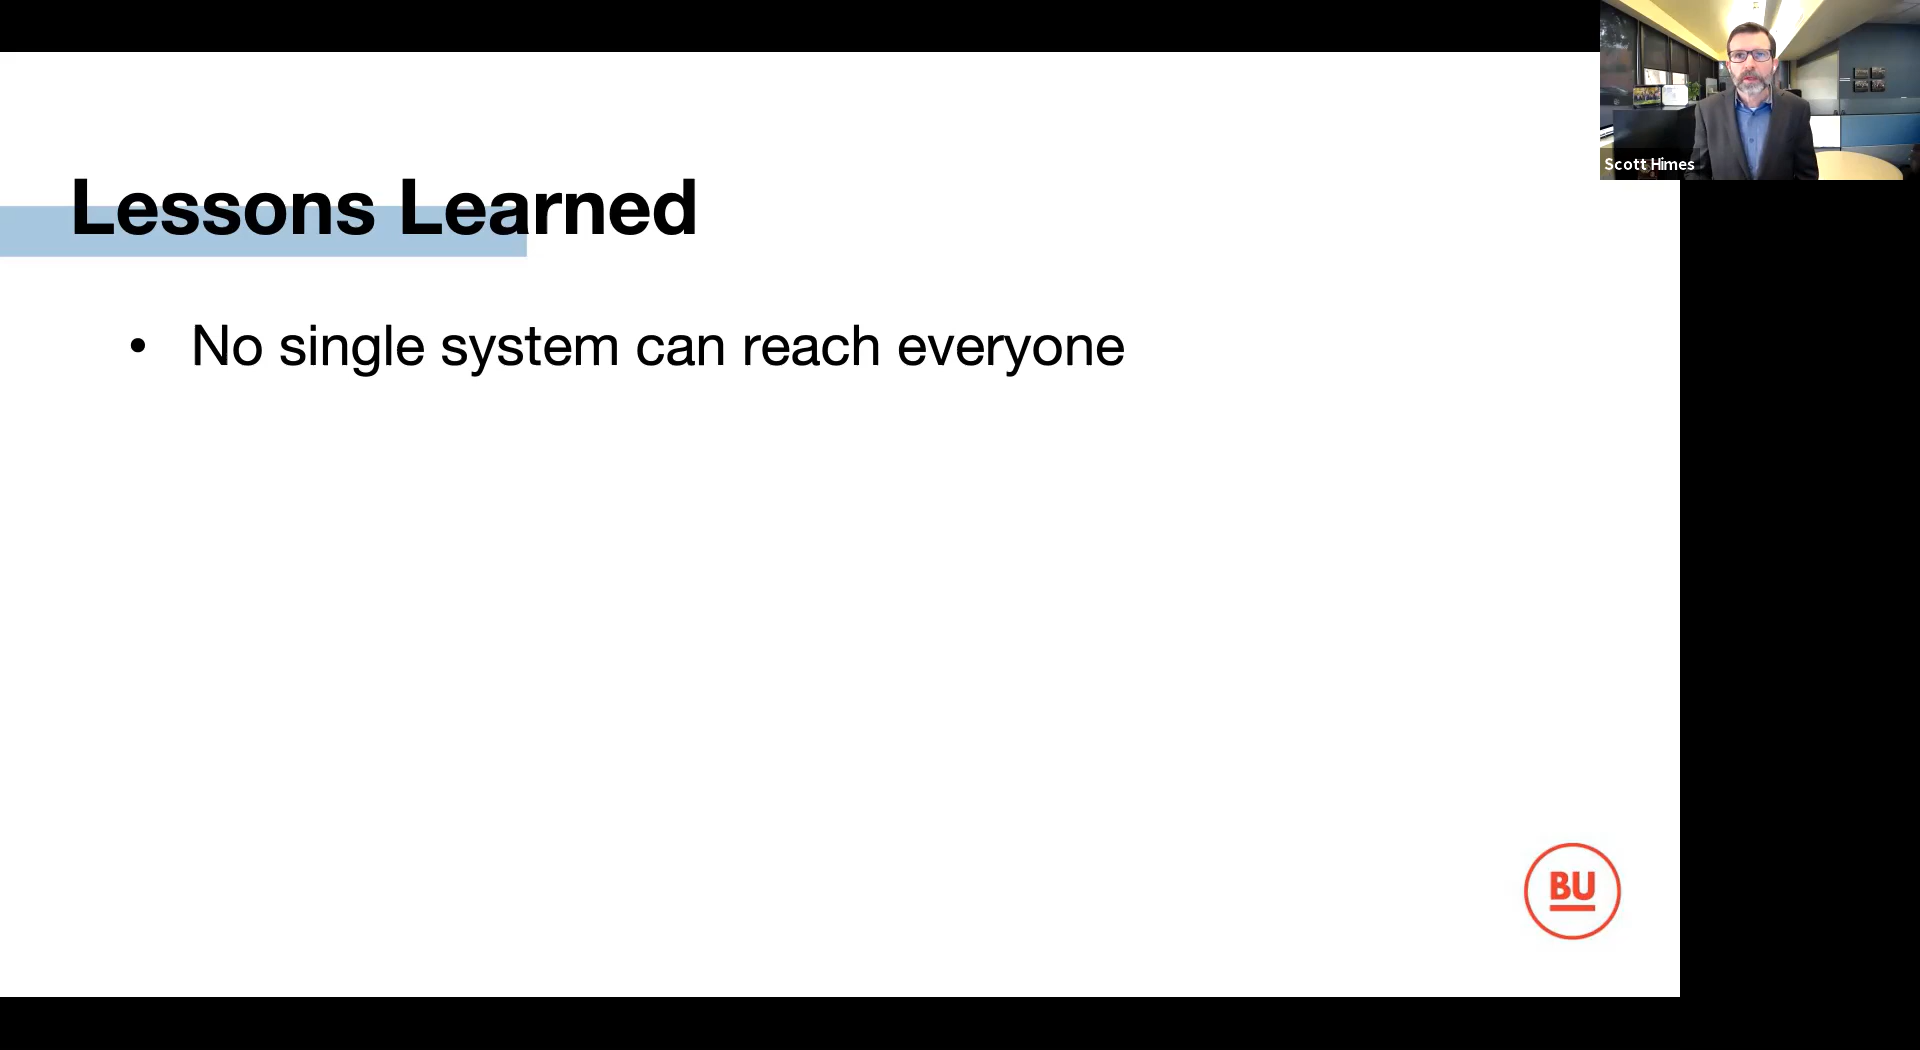 Scott Himes
Lessons Learned
• No single system can reach everyone
BU